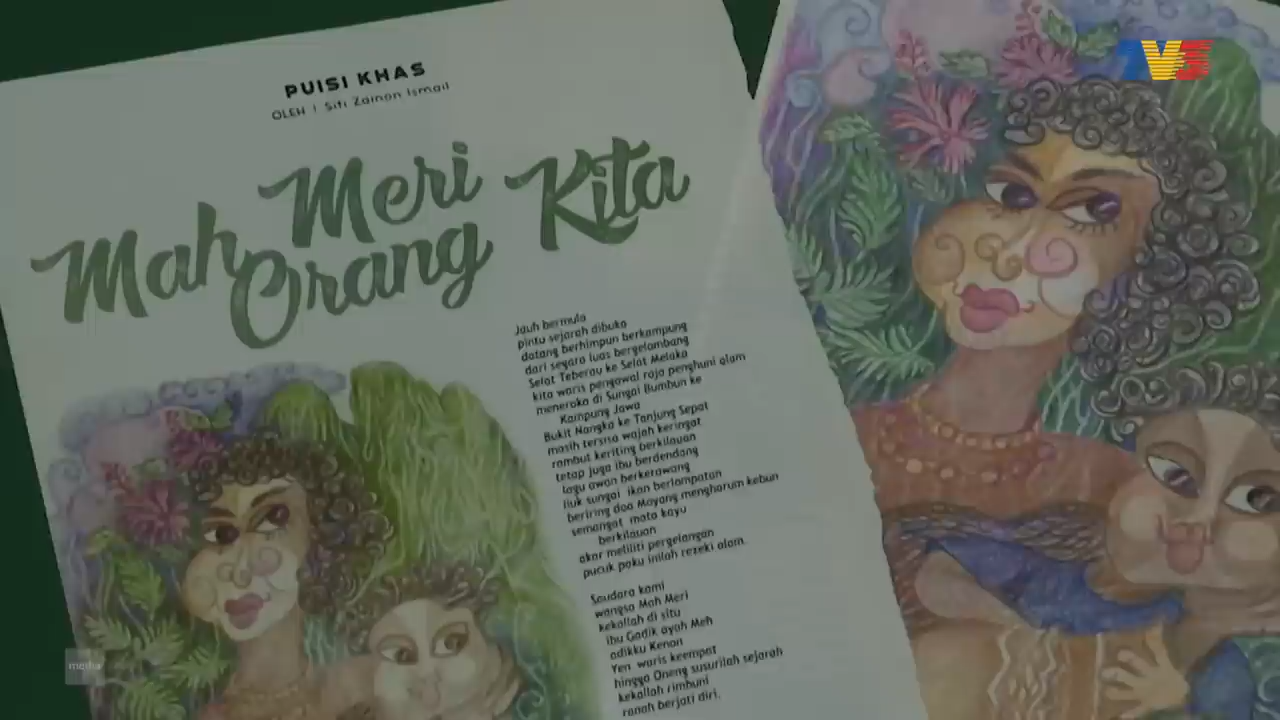 TV3
PUISI KHAS
OLEH | Siti Zainon Ismail
Mah Meri
Orang Kita
Jauh bermula
pintu sejarah dibuka
datang berhimpun berkampung
dari segara luas bergelombang
Selat Teberau ke Selat Melaka
kita waris pengawal raja penghuni alam
meneroka di Sungai Bumbun ke
Kampung Jawa
Bukit Nangka ke Tanjung Sepat
masih tersisa wajah keringat
rambut keriting berkilauan
tetap juga ibu berdendang
lagu awan berkerawang
liuk sungai ikan berlompatan
beriring doa Moyang mengharum kebun
semangat mata kayu
berkilauan
akar meliliti pergelangan
pucuk paku inilah rezeki alam.
Saudara kami
wangsa Mah Meri
kekallah di situ
ibu Gadik ayah Meh
adikku Kenan
Yen waris keempat
hingga Oneng susurilah sejarah
kekallah rimbuni
ranah berjati diri.
media